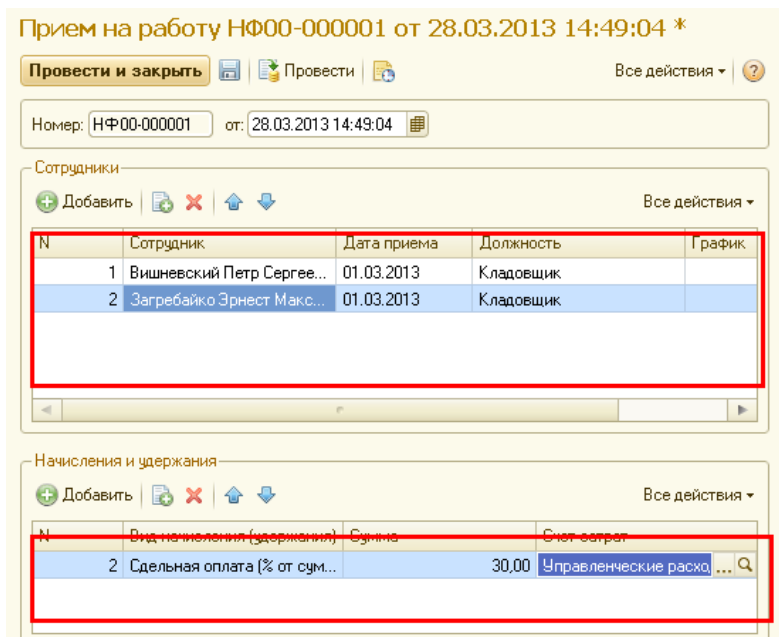 Прием на работу НФ00-000001 от 28.03.2013 14:49:04 *
Провести и закрыть Провести Все действия
Номер: НФ00-000001 от: 28.03.2013 14:49:04
Сотрудники
Добавить Все действия
N Сотрудник Дата приема Должность График
1 Вишневский Петр Сергее... 01.03.2013 Кладовщик
2 Загребайко Эрнест Макс... 01.03.2013 Кладовщик
Начисления и удержания
Добавить Все действия
N Вид начисления (удержания) Сумма Счет затрат
2 Сдельная оплата (% от сум... 30,00 Управленческие расхо ...